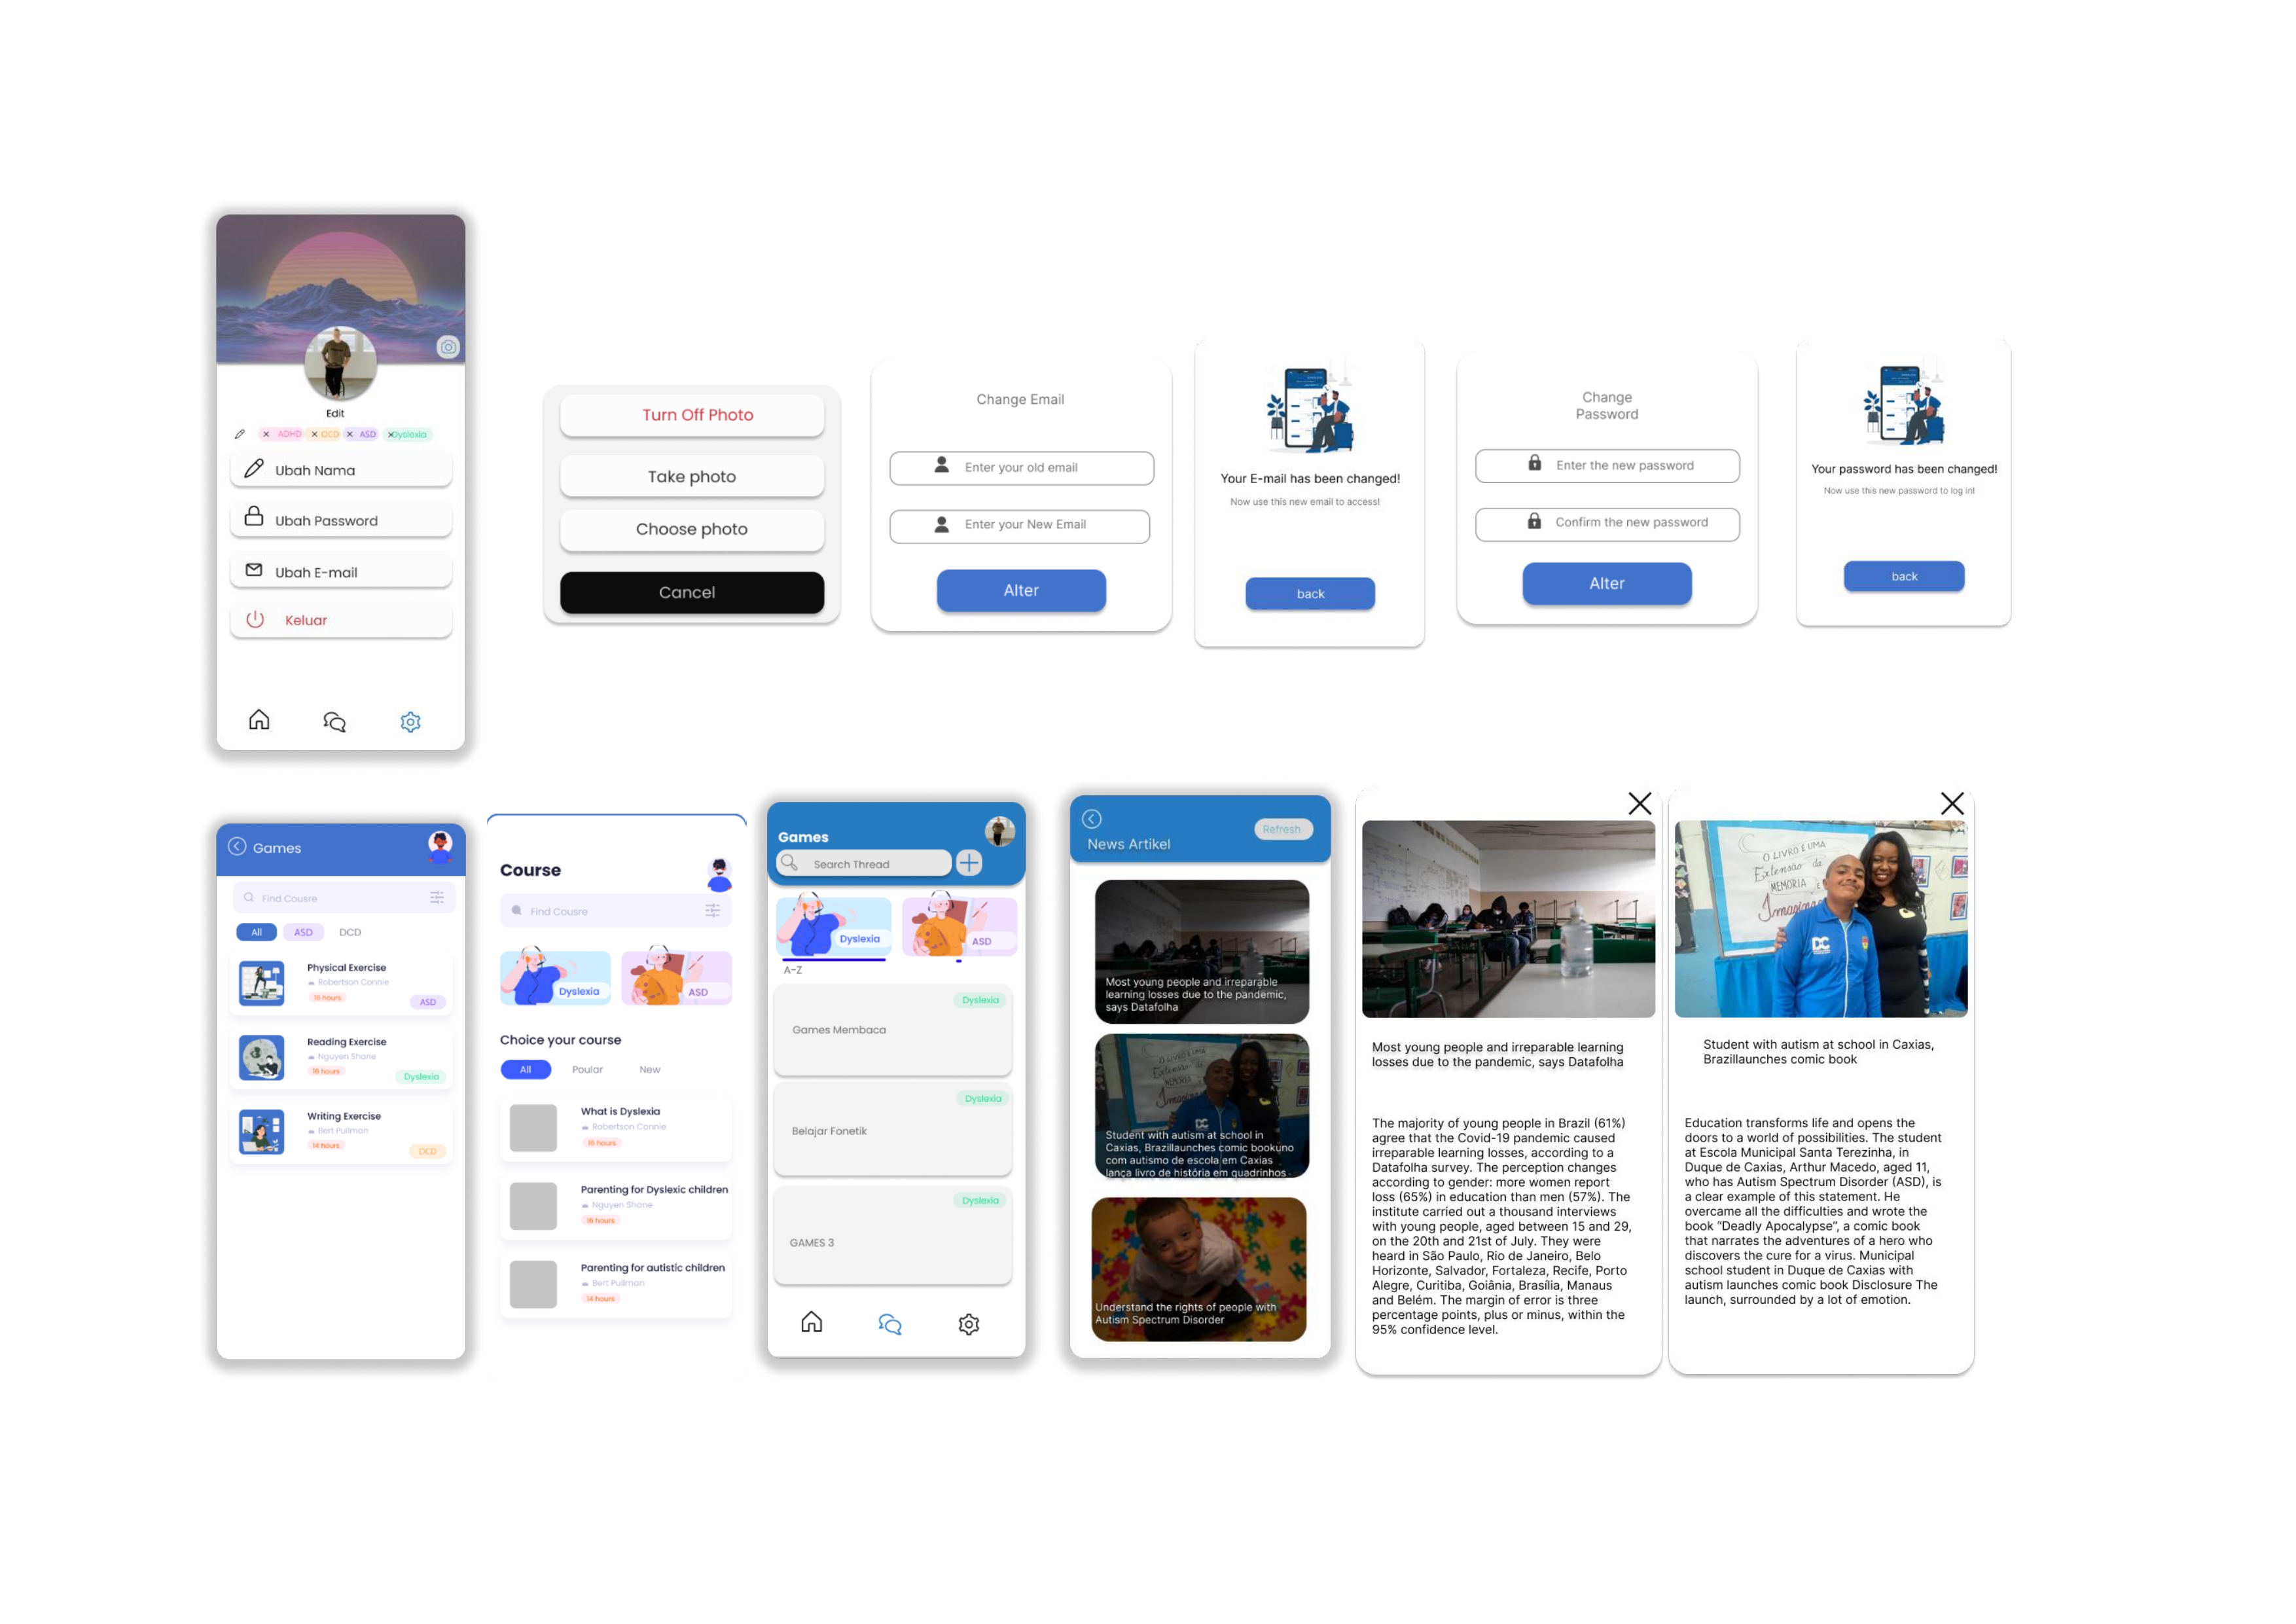 Edit
× ADHD × OCD × ASD ×Dyslexia
Ubah Nama
Ubah Password
Ubah E-mail
Keluar
Turn Off Photo
Take photo
Choose photo
Cancel
Change Email
Enter your old email
Enter your New Email
Alter
Your E-mail has been changed!
Now use this new email to access!
back
Change
Password
Enter the new password
Confirm the new password
Alter
Your password has been changed!
Now use this new password to log in!
back
Games
Find Cousre
All ASD DCD
Physical Exercise
Robertson Connie
16 hours
ASD
Reading Exercise
Nguyen Shane
16 hours
Dyslexia
Writing Exercise
Bert Pullman
14 hours
DCD
Course
Find Cousre
Dyslexia
ASD
Choice your course
All Poular New
What is Dyslexia
Robertson Connie
16 hours
Parenting for Dyslexic children
Nguyen Shane
16 hours
Parenting for autistic children
Bert Pullman
14 hours
Games
Search Thread
Dyslexia
ASD
A-Z
Dyslexia
Games Membaca
Dyslexia
Belajar Fonetik
Dyslexia
GAMES 3
Refresh
News Artikel
Most young people and irreparable
learning losses due to the pandemic,
says Datafolha
Student with autism at school in
Caxias, Brazillaunches comic bookuno
com autismo de escola em Caxias
lança livro de história em quadrinhos
Understand the rights of people with
Autism Spectrum Disorder
Most young people and irreparable learning
losses due to the pandemic, says Datafolha
The majority of young people in Brazil (61%)
agree that the Covid-19 pandemic caused
irreparable learning losses, according to a
Datafolha survey. The perception changes
according to gender: more women report
loss (65%) in education than men (57%). The
institute carried out a thousand interviews
with young people, aged between 15 and 29,
on the 20th and 21st of July. They were
heard in São Paulo, Rio de Janeiro, Belo
Horizonte, Salvador, Fortaleza, Recife, Porto
Alegre, Curitiba, Goiânia, Brasília, Manaus
and Belém. The margin of error is three
percentage points, plus or minus, within the
95% confidence level.
O LIVRO É UMA
Extensão da
MEMÓRIA E
Imagina
DC
Student with autism at school in Caxias,
Brazillaunches comic book
Education transforms life and opens the
doors to a world of possibilities. The student
at Escola Municipal Santa Terezinha, in
Duque de Caxias, Arthur Macedo, aged 11,
who has Autism Spectrum Disorder (ASD), is
a clear example of this statement. He
overcame all the difficulties and wrote the
book “Deadly Apocalypse”, a comic book
that narrates the adventures of a hero who
discovers the cure for a virus. Municipal
school student in Duque de Caxias with
autism launches comic book Disclosure The
launch, surrounded by a lot of emotion.